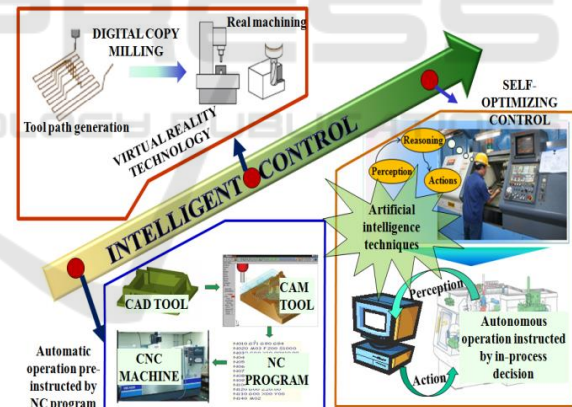 DIGITAL COPY
MILLING
Real machining
Tool path generation
VIRTUAL REALITY
TECHNOLOGY
INTELLIGENT CONTROL
SELF-
OPTIMIZING
CONTROL
Reasoning
Perception
Actions
Artificial
intelligence
techniques
CAD TOOL
CAM
TOOL
CNC
MACHINE
NC
PROGRAM
Automatic
operation pre-
instructed by
NC program
Perception
Autonomous
operation instructed
by in-process
decision
Action